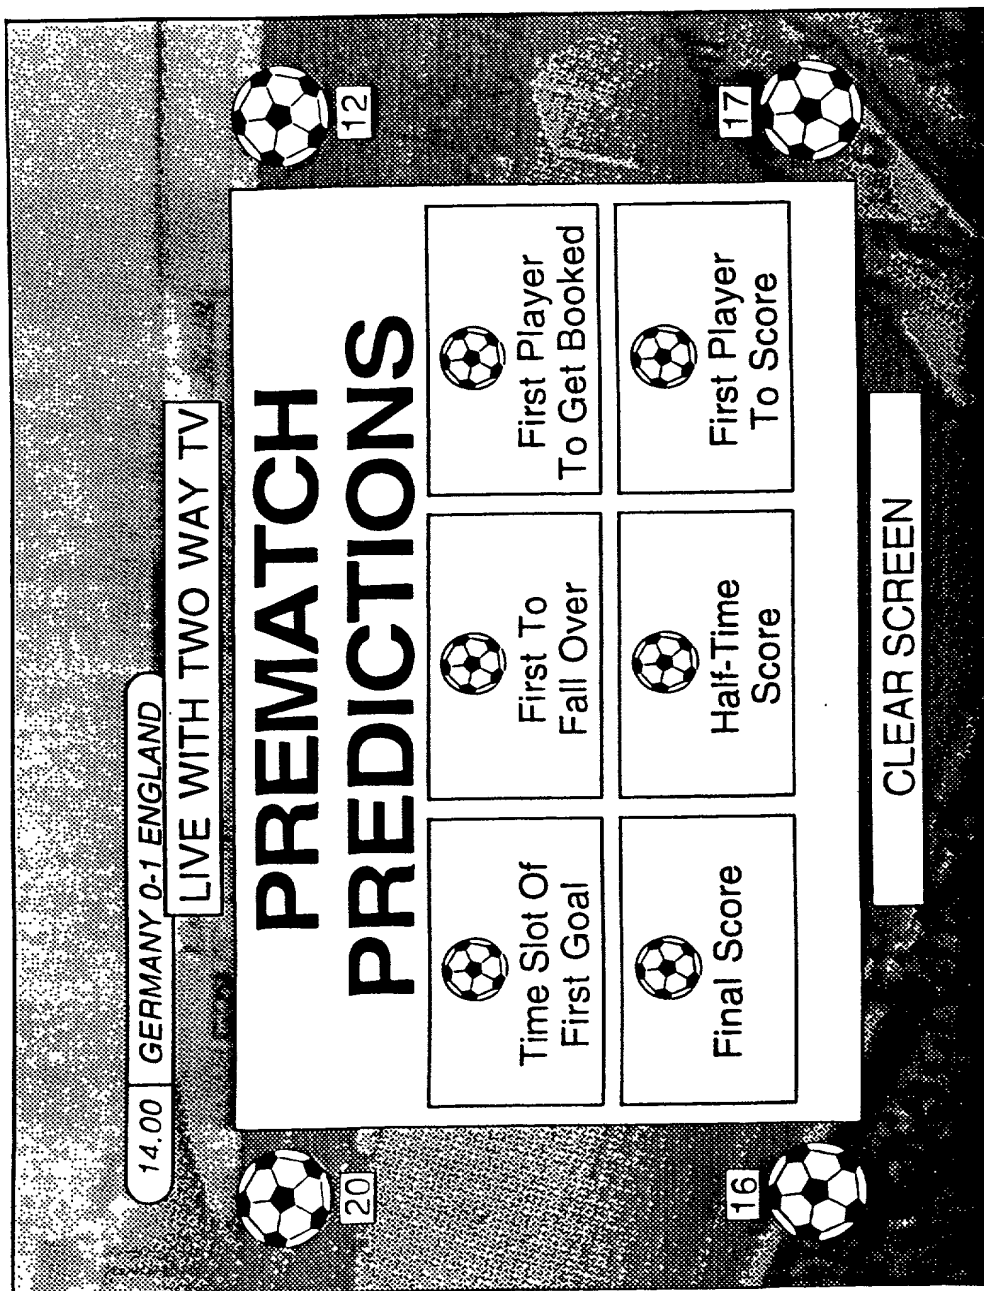 14.00 GERMANY 0-1 ENGLAND
LIVE WITH TWO WAY TV
20
12
PREMATCH
PREDICTIONS
Time Slot Of
First Goal
First To
Fall Over
First Player
To Get Booked
Final Score
Half-Time
Score
First Player
To Score
16
17
CLEAR SCREEN